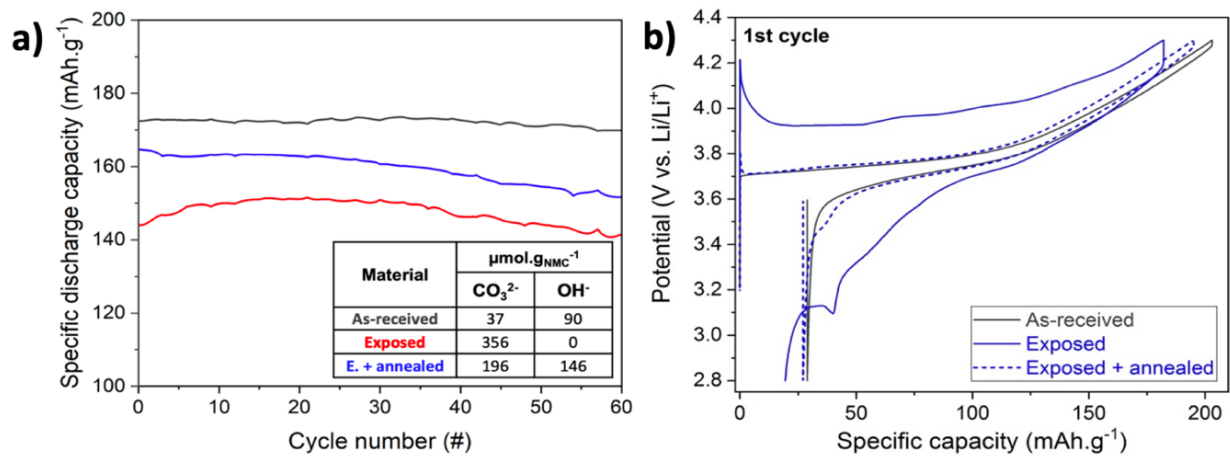 a)
Specific discharge capacity (mAh.g⁻¹)
200
180
160
140
120
100
0
10
20
30
40
50
60
Cycle number (#)
Material
µmol.gNMC⁻¹
CO₃²⁻
OH⁻
As-received
37
90
Exposed
356
0
E. + annealed
196
146
b)
1st cycle
Potential (V vs. Li/Li⁺)
4.4
4.2
4.0
3.8
3.6
3.4
3.2
3.0
2.8
0
50
100
150
200
Specific capacity (mAh.g⁻¹)
As-received
Exposed
Exposed + annealed